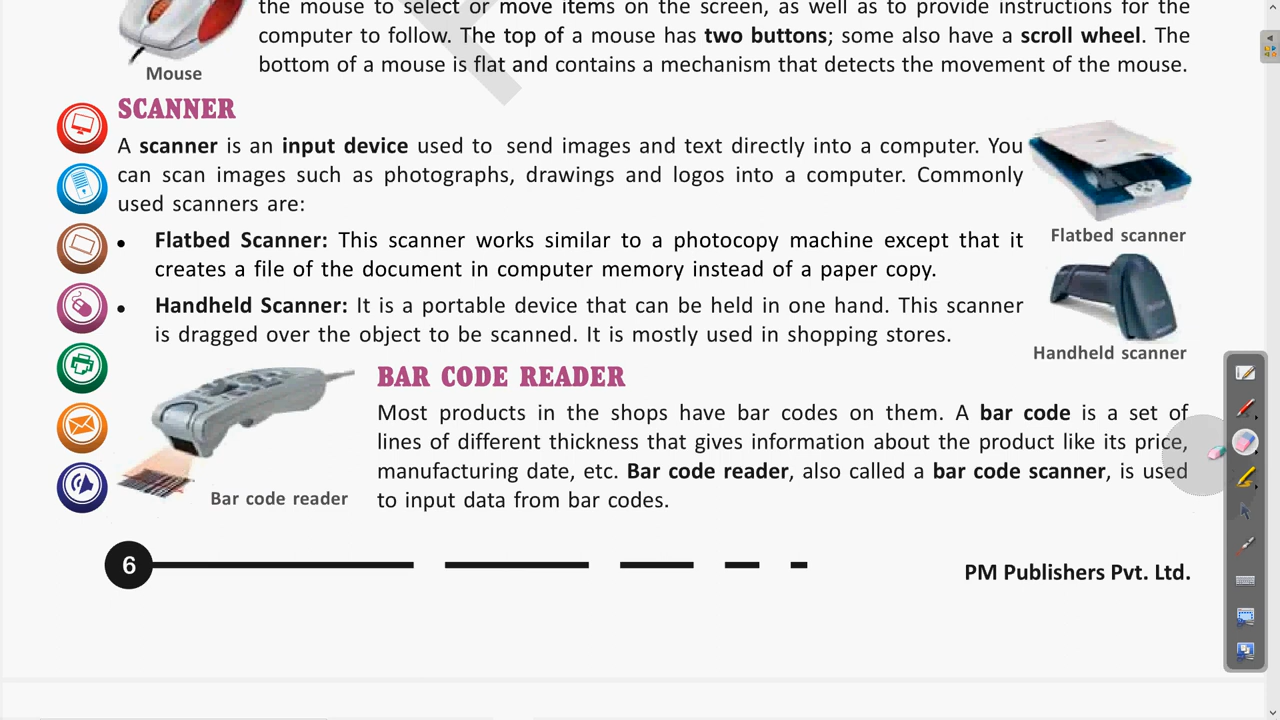 the mouse to select or move items on the screen, as well as to provide instructions for the
computer to follow. The top of a mouse has two buttons; some also have a scroll wheel. The
bottom of a mouse is flat and contains a mechanism that detects the movement of the mouse.
Mouse
SCANNER
A scanner is an input device used to send images and text directly into a computer. You
can scan images such as photographs, drawings and logos into a computer. Commonly
used scanners are:
Flatbed scanner
• Flatbed Scanner: This scanner works similar to a photocopy machine except that it
creates a file of the document in computer memory instead of a paper copy.
• Handheld Scanner: It is a portable device that can be held in one hand. This scanner
is dragged over the object to be scanned. It is mostly used in shopping stores.
Handheld scanner
BAR CODE READER
Most products in the shops have bar codes on them. A bar code is a set of
lines of different thickness that gives information about the product like its price,
manufacturing date, etc. Bar code reader, also called a bar code scanner, is used
to input data from bar codes.
Bar code reader
6
PM Publishers Pvt. Ltd.